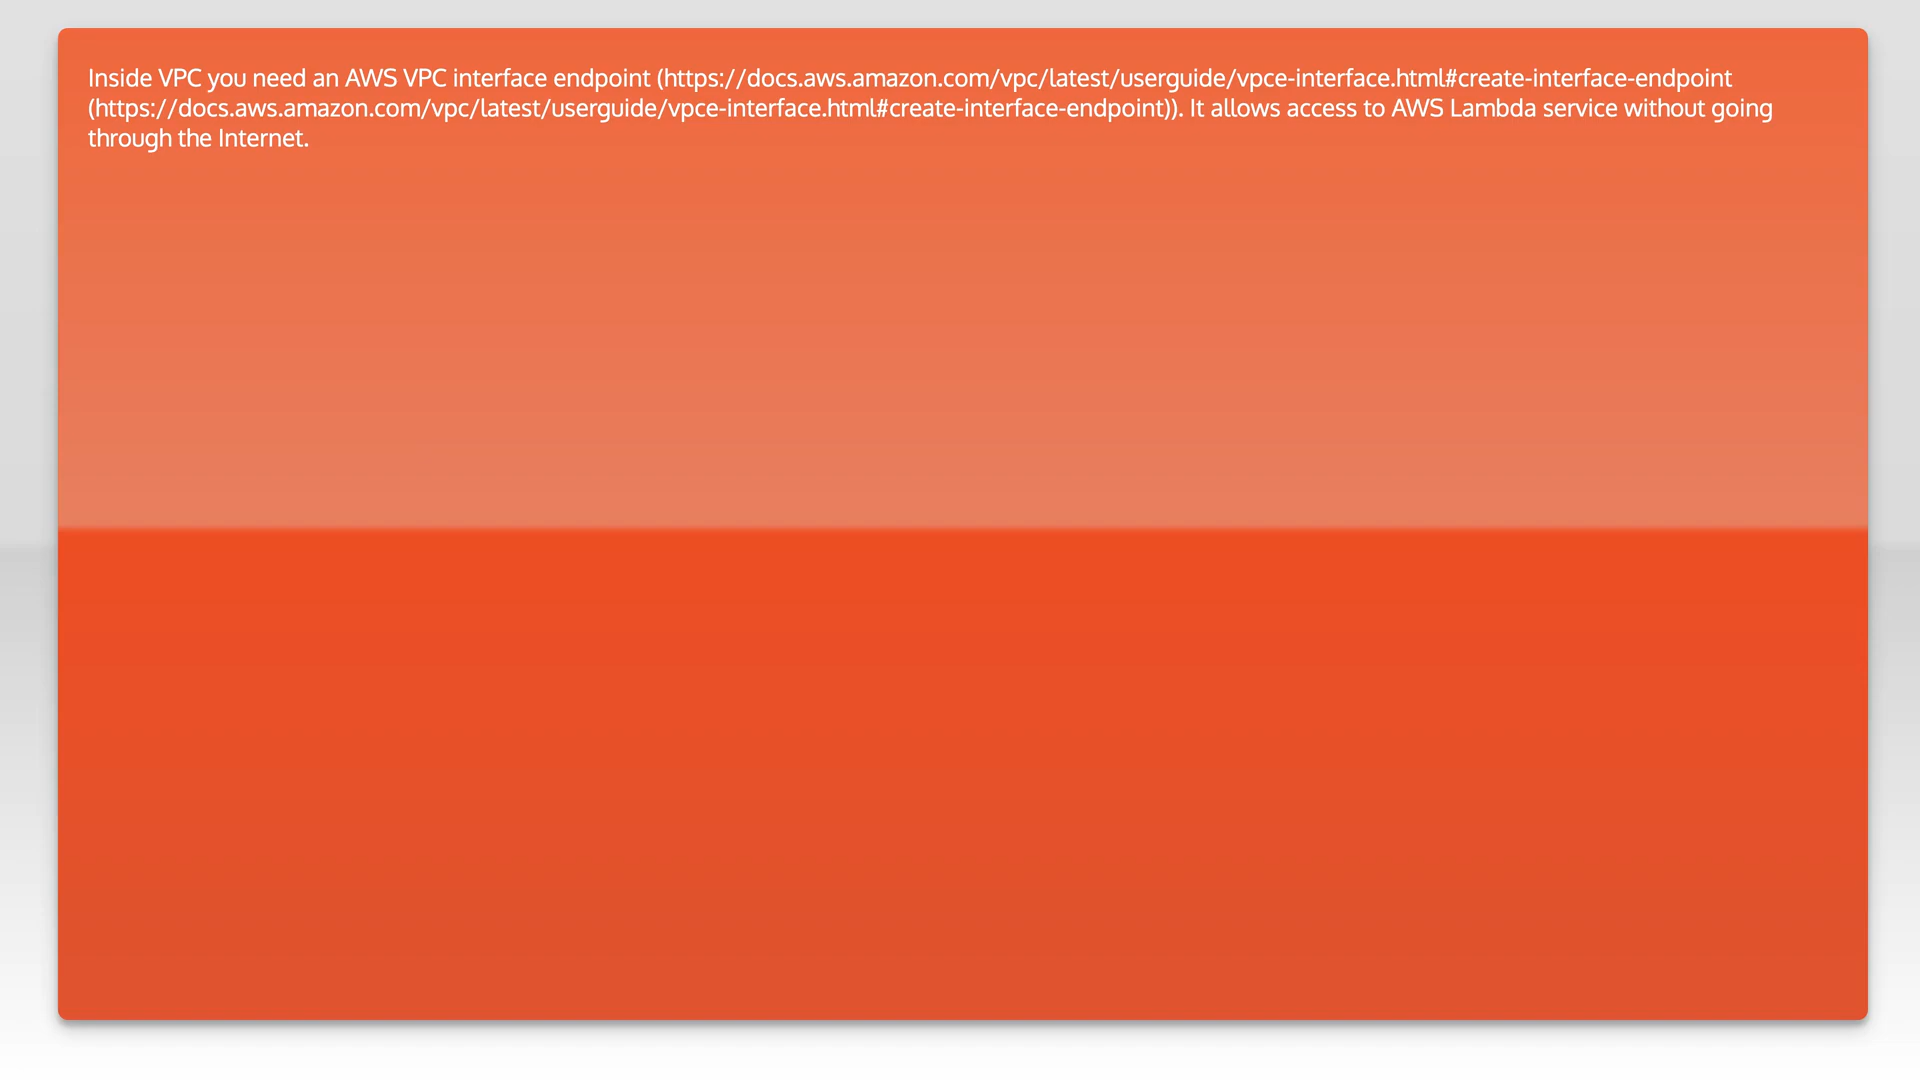 Inside VPC you need an AWS VPC interface endpoint (https://docs.aws.amazon.com/vpc/latest/userguide/vpce-interface.html#create-interface-endpoint
(https://docs.aws.amazon.com/vpc/latest/userguide/vpce-interface.html#create-interface-endpoint)). It allows access to AWS Lambda service without going
through the Internet.